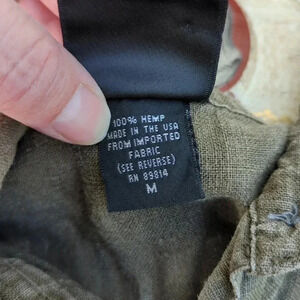 100% HEMP
MADE IN THE USA
FROM IMPORTED
FABRIC
(SEE REVERSE)
RN 89814
M